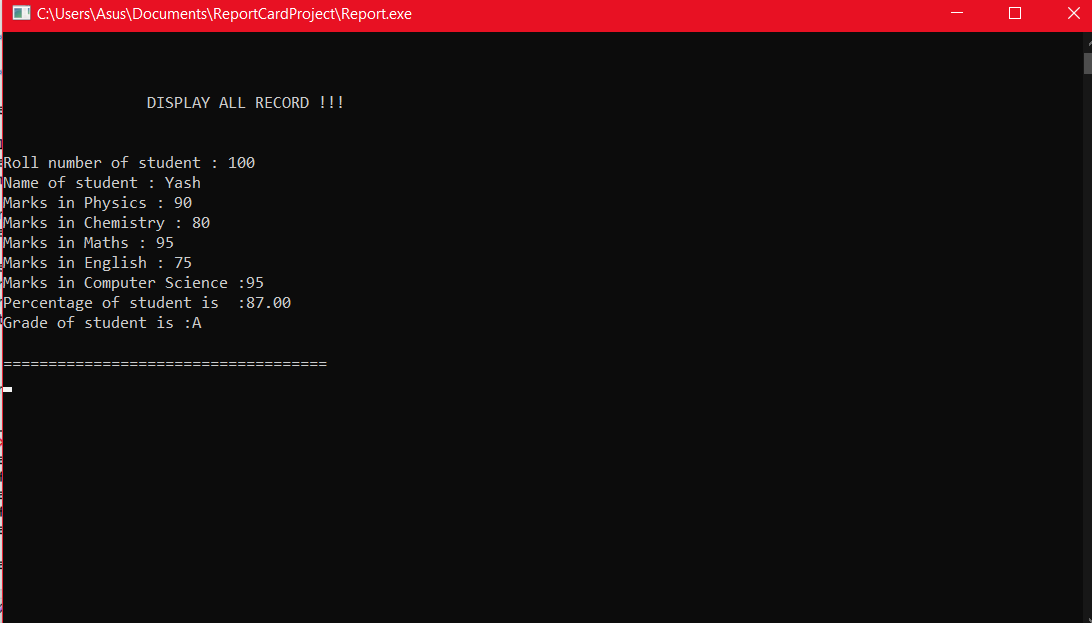 C:\Users\Asus\Documents\ReportCardProject\Report.exe
DISPLAY ALL RECORD !!!
Roll number of student : 100
Name of student : Yash
Marks in Physics : 90
Marks in Chemistry : 80
Marks in Maths : 95
Marks in English : 75
Marks in Computer Science :95
Percentage of student is  :87.00
Grade of student is :A
====================================